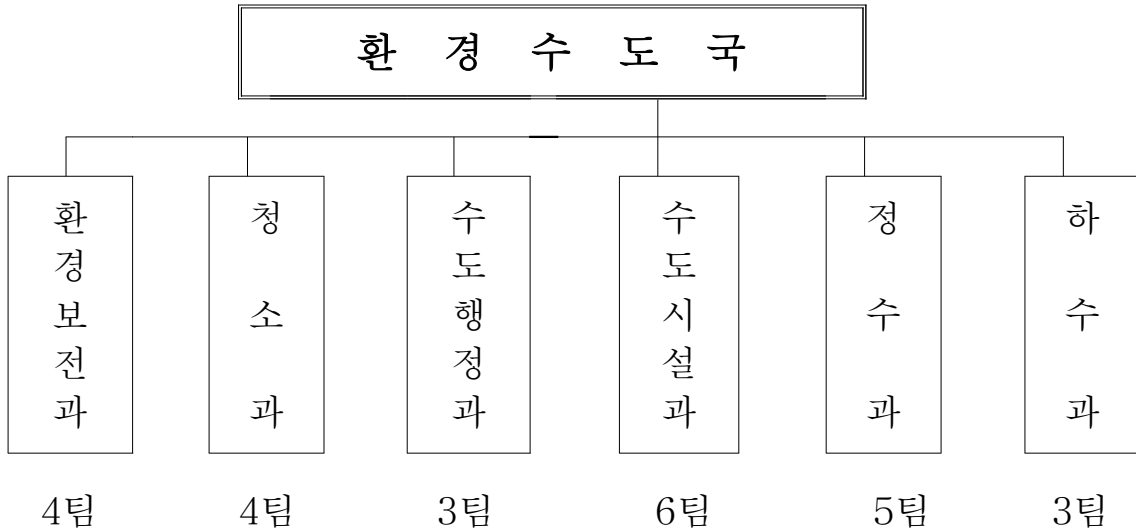 환 경 수 도 국
환경보전과
청소과
수도행정과
수도시설과
정수과
하수과
4팀 4팀 3팀 6팀 5팀 3팀